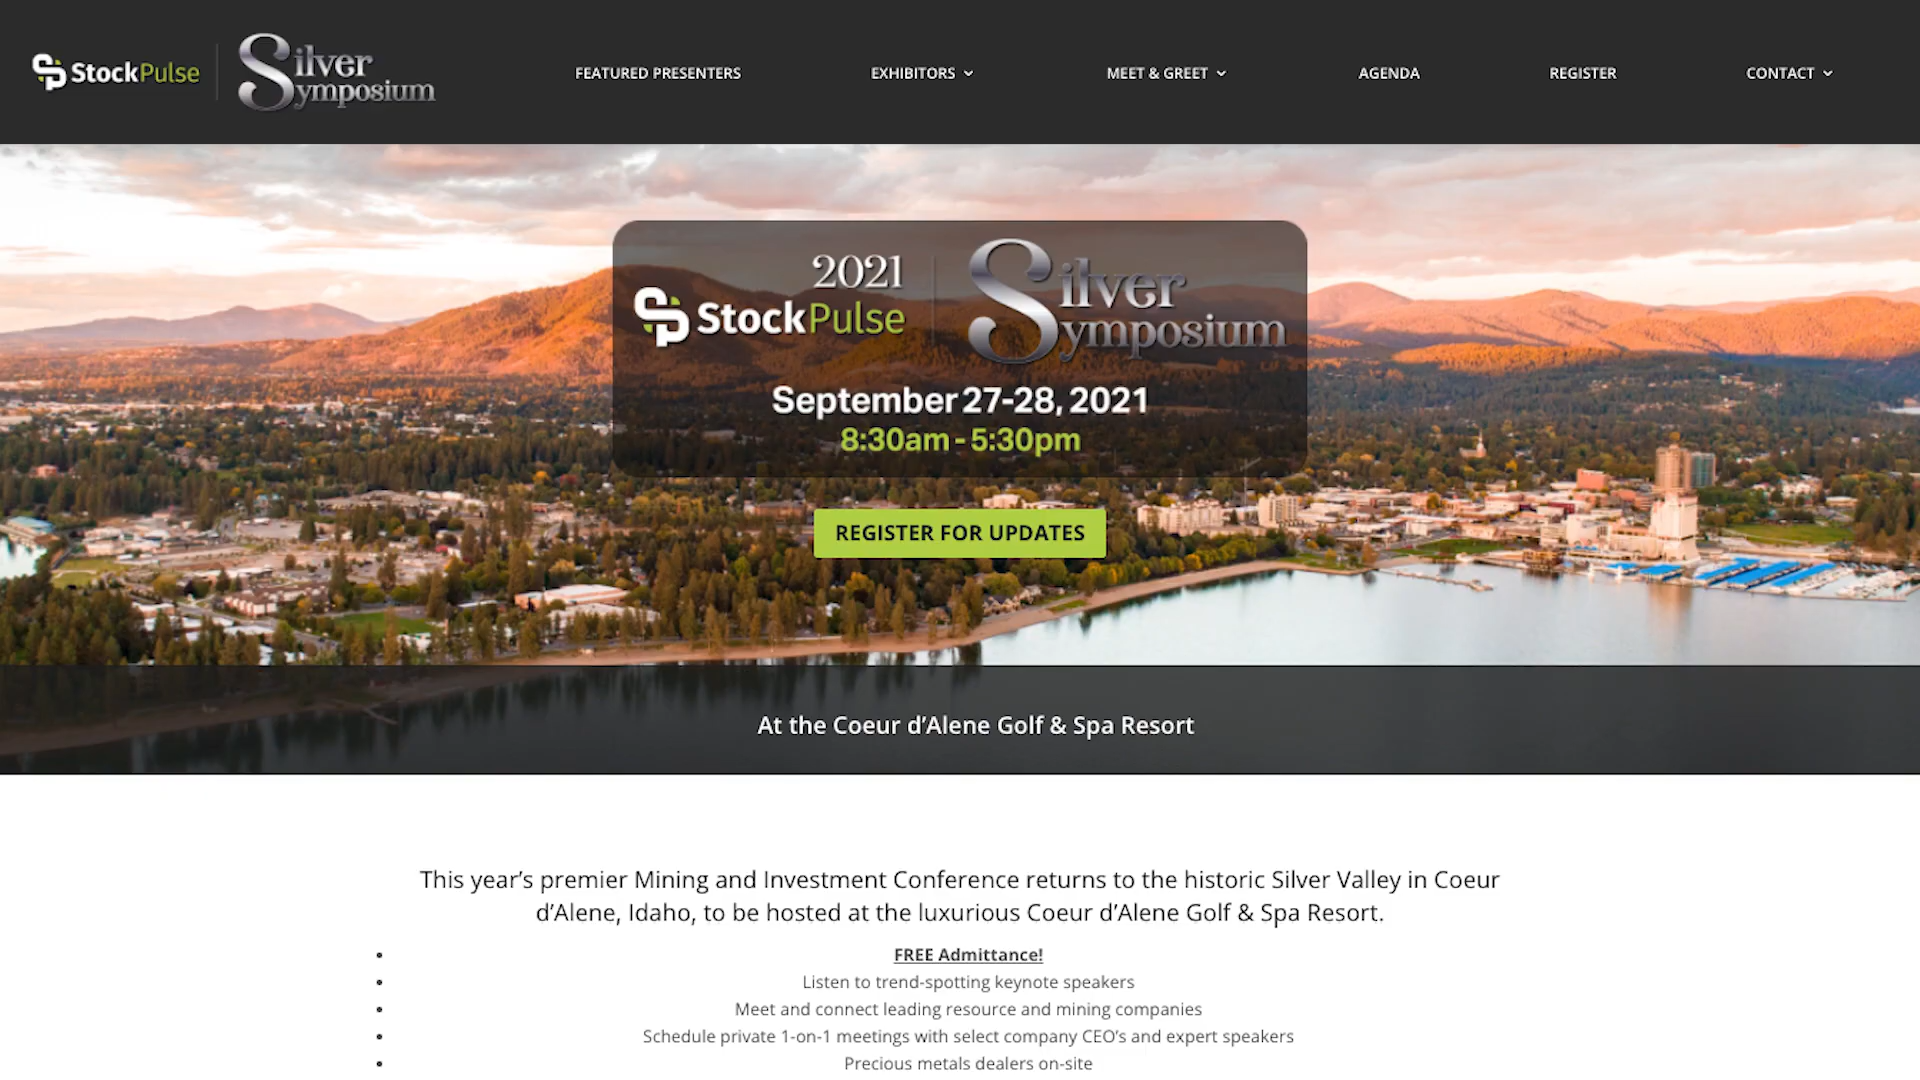 StockPulse
Silver Symposium
FEATURED PRESENTERS
EXHIBITORS
MEET & GREET
AGENDA
REGISTER
CONTACT
2021
StockPulse
Silver Symposium
September 27-28, 2021
8:30am - 5:30pm
REGISTER FOR UPDATES
At the Coeur d’Alene Golf & Spa Resort
This year’s premier Mining and Investment Conference returns to the historic Silver Valley in Coeur
d’Alene, Idaho, to be hosted at the luxurious Coeur d’Alene Golf & Spa Resort.
• FREE Admittance!
• Listen to trend-spotting keynote speakers
• Meet and connect leading resource and mining companies
• Schedule private 1-on-1 meetings with select company CEO’s and expert speakers
• Precious metals dealers on-site